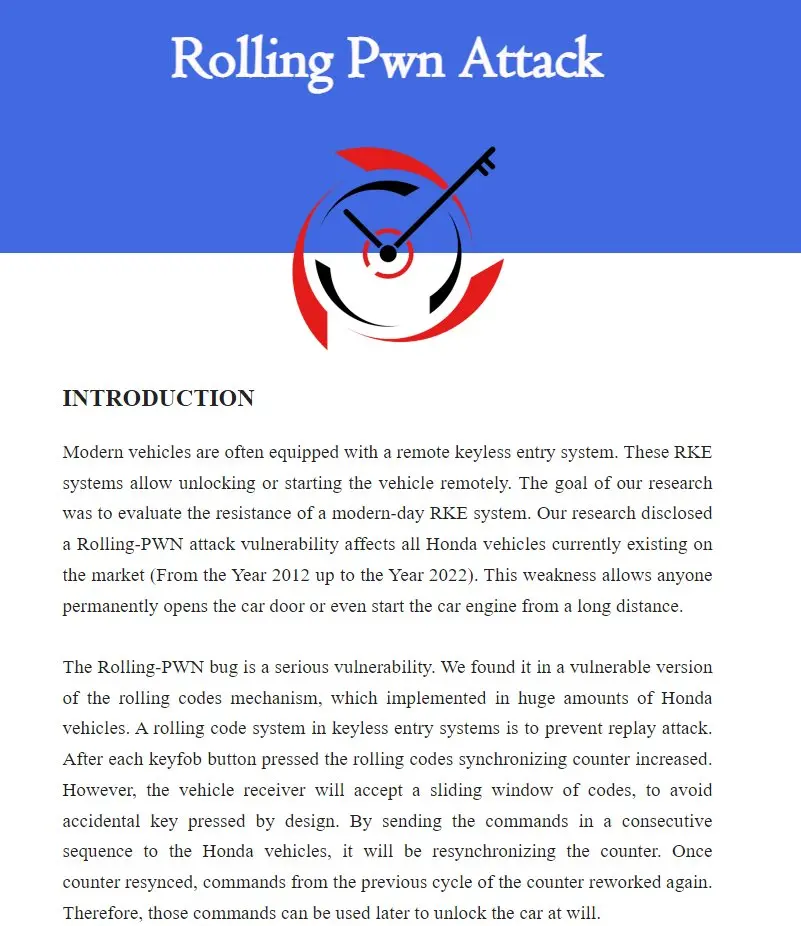 Rolling Pwn Attack
INTRODUCTION
Modern vehicles are often equipped with a remote keyless entry system. These RKE
systems allow unlocking or starting the vehicle remotely. The goal of our research
was to evaluate the resistance of a modern-day RKE system. Our research disclosed
a Rolling-PWN attack vulnerability affects all Honda vehicles currently existing on
the market (From the Year 2012 up to the Year 2022). This weakness allows anyone
permanently opens the car door or even start the car engine from a long distance.
The Rolling-PWN bug is a serious vulnerability. We found it in a vulnerable version
of the rolling codes mechanism, which implemented in huge amounts of Honda
vehicles. A rolling code system in keyless entry systems is to prevent replay attack.
After each keyfob button pressed the rolling codes synchronizing counter increased.
However, the vehicle receiver will accept a sliding window of codes, to avoid
accidental key pressed by design. By sending the commands in a consecutive
sequence to the Honda vehicles, it will be resynchronizing the counter. Once
counter resynced, commands from the previous cycle of the counter reworked again.
Therefore, those commands can be used later to unlock the car at will.